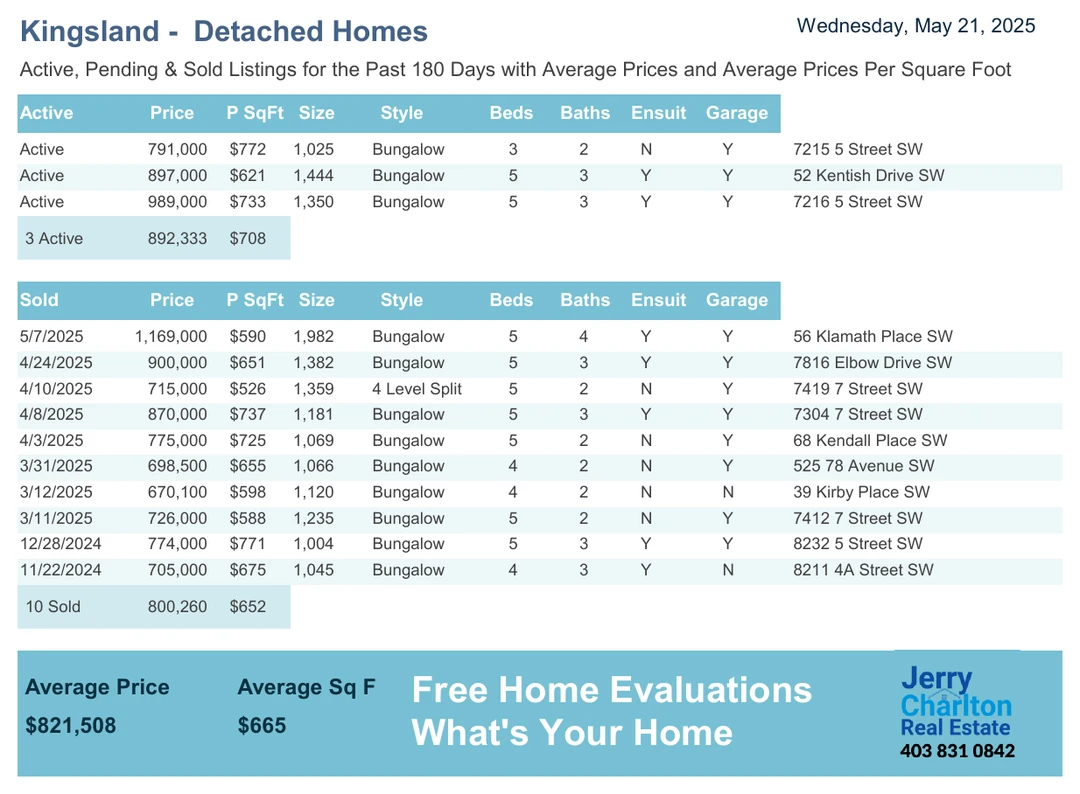 Kingsland - Detached Homes
Wednesday, May 21, 2025
Active, Pending & Sold Listings for the Past 180 Days with Average Prices and Average Prices Per Square Foot
Active Price P SqFt Size Style Beds Baths Ensuit Garage
Active 791,000 $772 1,025 Bungalow 3 2 N Y 7215 5 Street SW
Active 897,000 $621 1,444 Bungalow 5 3 Y Y 52 Kentish Drive SW
Active 989,000 $733 1,350 Bungalow 5 3 Y Y 7216 5 Street SW
3 Active 892,333 $708
Sold Price P SqFt Size Style Beds Baths Ensuit Garage
5/7/2025 1,169,000 $590 1,982 Bungalow 5 4 Y Y 56 Klamath Place SW
4/24/2025 900,000 $651 1,382 Bungalow 5 3 Y Y 7816 Elbow Drive SW
4/10/2025 715,000 $526 1,359 4 Level Split 5 2 N Y 7419 7 Street SW
4/8/2025 870,000 $737 1,181 Bungalow 5 3 Y Y 7304 7 Street SW
4/3/2025 775,000 $725 1,069 Bungalow 5 2 N Y 68 Kendall Place SW
3/31/2025 698,500 $655 1,066 Bungalow 4 2 N Y 525 78 Avenue SW
3/12/2025 670,100 $598 1,120 Bungalow 4 2 N N 39 Kirby Place SW
3/11/2025 726,000 $588 1,235 Bungalow 5 2 N Y 7412 7 Street SW
12/28/2024 774,000 $771 1,004 Bungalow 5 3 Y Y 8232 5 Street SW
11/22/2024 705,000 $675 1,045 Bungalow 4 3 Y N 8211 4A Street SW
10 Sold 800,260 $652
Average Price Average Sq F
$821,508 $665
Free Home Evaluations
What's Your Home
Jerry
Charlton
Real Estate
403 831 0842